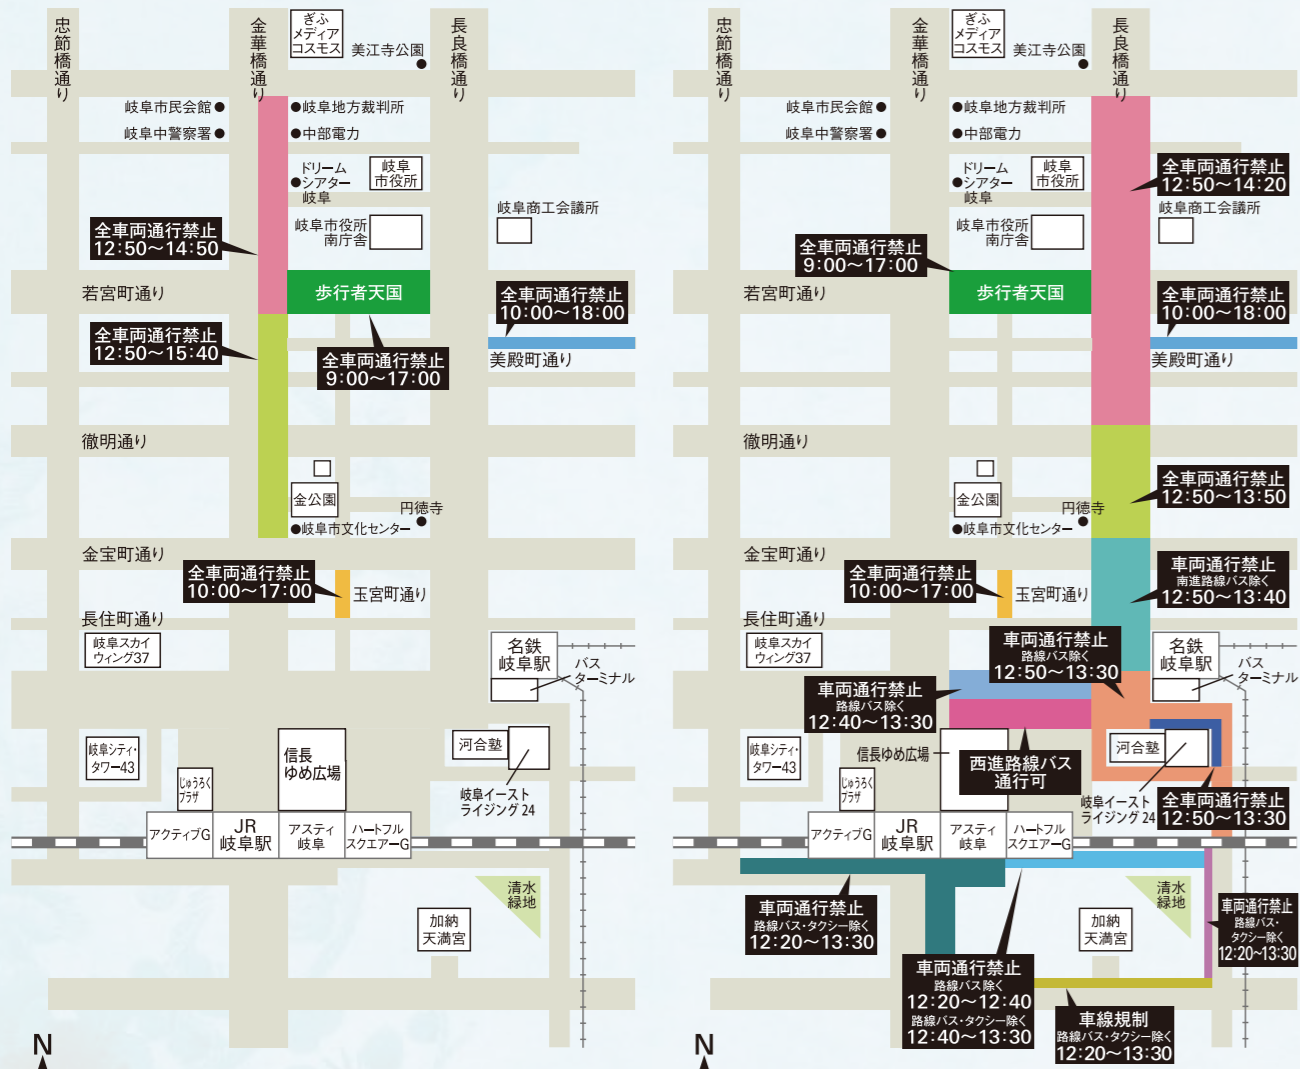 忠節橋通り
金華橋通り
長良橋通り
ぎふ
メディア
コスモス
美江寺公園
岐阜市民会館
岐阜地方裁判所
岐阜中警察署
中部電力
ドリーム
シアター
岐阜
岐阜
市役所
岐阜市役所
南庁舎
岐阜商工会議所
全車両通行禁止
12:50〜14:50
若宮町通り
歩行者天国
全車両通行禁止
10:00〜18:00
全車両通行禁止
12:50〜15:40
全車両通行禁止
9:00〜17:00
美殿町通り
徹明通り
金公園
円徳寺
岐阜市文化センター
金宝町通り
全車両通行禁止
10:00〜17:00
玉宮町通り
長住町通り
岐阜スカイ
ウィング37
名鉄
岐阜駅
バス
ターミナル
岐阜シティ・
タワー43
信長
ゆめ広場
河合塾
じゅうろく
プラザ
岐阜イースト
ライジング24
アクティブG
JR
岐阜駅
アスティ
岐阜
ハートフル
スクエアーG
清水
緑地
加納
天満宮
N
忠節橋通り
金華橋通り
長良橋通り
ぎふ
メディア
コスモス
美江寺公園
岐阜市民会館
岐阜地方裁判所
岐阜中警察署
中部電力
ドリーム
シアター
岐阜
岐阜
市役所
全車両通行禁止
12:50〜14:20
岐阜市役所
南庁舎
岐阜商工会議所
全車両通行禁止
9:00〜17:00
若宮町通り
歩行者天国
全車両通行禁止
10:00〜18:00
美殿町通り
徹明通り
金公園
円徳寺
全車両通行禁止
12:50〜13:50
岐阜市文化センター
金宝町通り
全車両通行禁止
10:00〜17:00
玉宮町通り
車両通行禁止
南進路線バス除く
12:50〜13:40
長住町通り
岐阜スカイ
ウィング37
車両通行禁止
路線バス除く
12:50〜13:30
名鉄
岐阜駅
バス
ターミナル
車両通行禁止
路線バス除く
12:40〜13:30
岐阜シティ・
タワー43
信長ゆめ広場
西進路線バス
通行可
河合塾
じゅうろく
プラザ
岐阜イースト
ライジング24
全車両通行禁止
12:50〜13:30
アクティブG
JR
岐阜駅
アスティ
岐阜
ハートフル
スクエアーG
清水
緑地
加納
天満宮
車両通行禁止
路線バス・タクシー除く
12:20〜13:30
車両通行禁止
路線バス・
タクシー除く
12:20〜13:30
車両通行禁止
路線バス除く
12:20〜12:40
路線バス・タクシー除く
12:40〜13:30
車線規制
路線バス・タクシー除く
12:20〜13:30
N